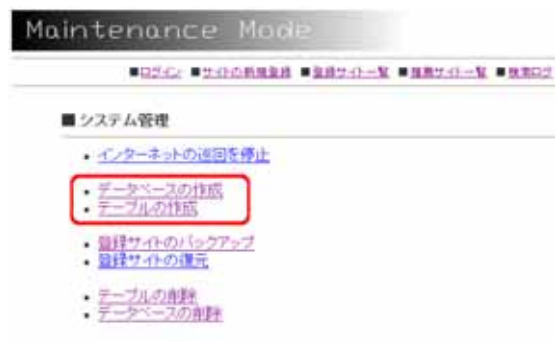 Maintenance Mode
■ログイン ■サイトの新規登録 ■登録サイト一覧 ■推薦サイト一覧 ■検索ログ
■システム管理
• インターネットの巡回を停止
• データベースの作成
• テーブルの作成
• 登録サイトのバックアップ
• 登録サイトの復元
• テーブルの削除
• データベースの削除